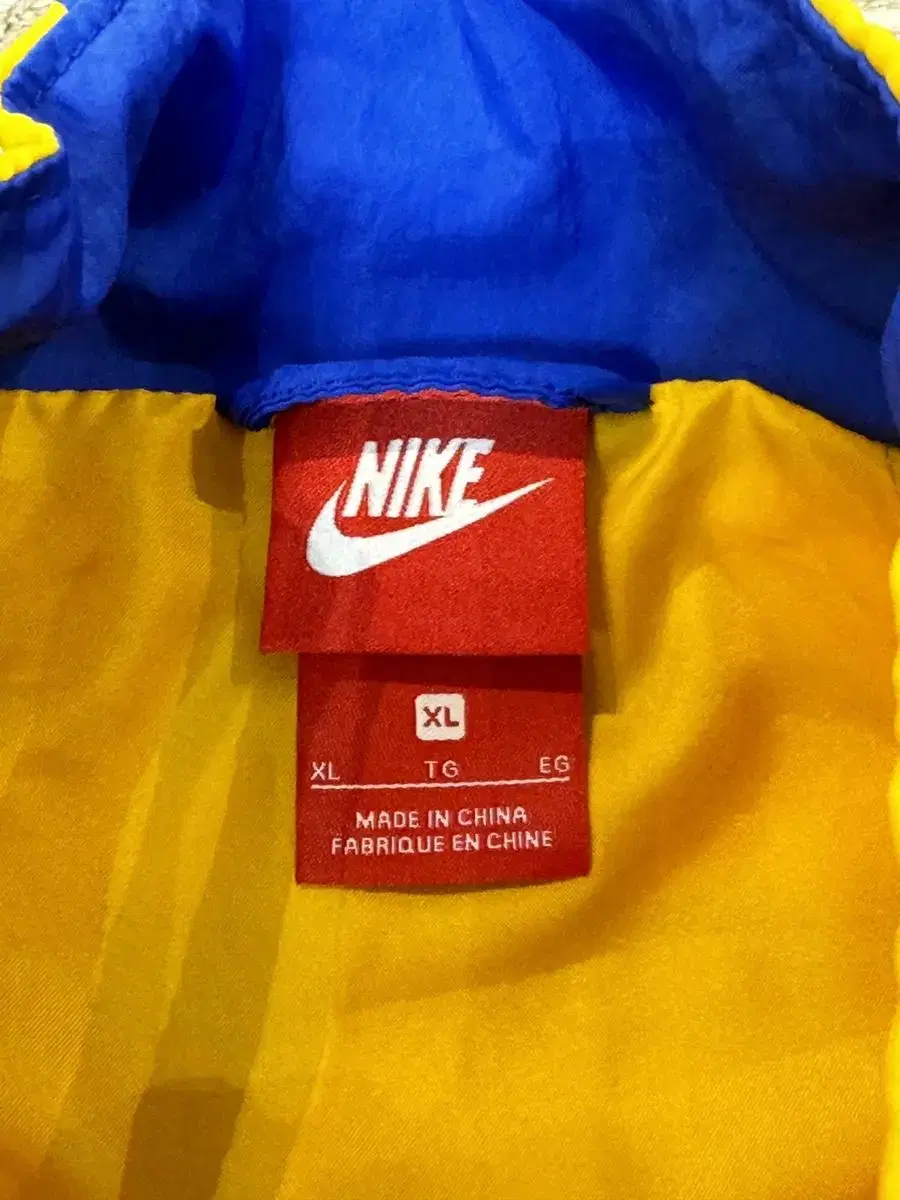 NIKE
XL
XL TG EG
MADE IN CHINA
FABRIQUE EN CHINE